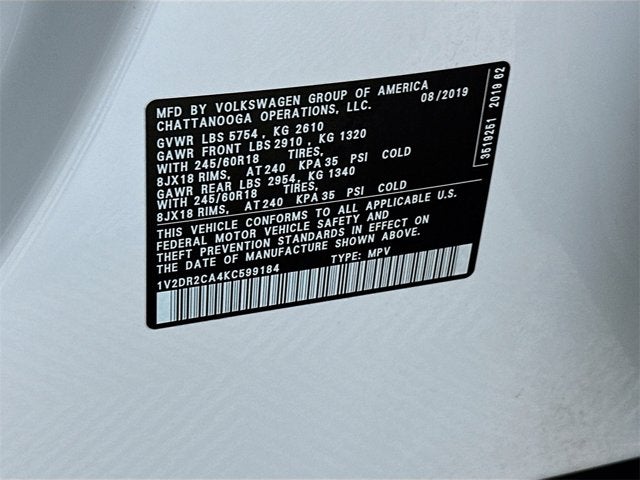 MFD BY VOLKSWAGEN GROUP OF AMERICA
CHATTANOOGA OPERATIONS, LLC. 08/2019
GVWR LBS 5754 , KG 2610
GAWR FRONT LBS 2910 , KG 1320
WITH 245/60R18 TIRES,
8JX18 RIMS, AT 240 KPA 35 PSI COLD
GAWR REAR LBS 2954, KG 1340
WITH 245/60R18 TIRES,
8JX18 RIMS, AT 240 KPA 35 PSI COLD
THIS VEHICLE CONFORMS TO ALL APPLICABLE U.S.
FEDERAL MOTOR VEHICLE SAFETY AND
THEFT PREVENTION STANDARDS IN EFFECT ON
THE DATE OF MANUFACTURE SHOWN ABOVE.
1V2DR2CA4KC599184 TYPE: MPV
3519251 2019 62